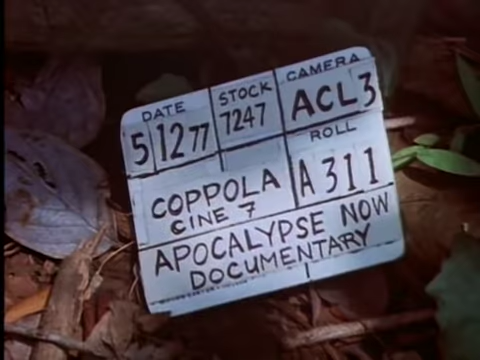 DATE STOCK CAMERA
5 12 77 7247 ACL3
ROLL
COPPOLA A 311
CINE 7
APOCALYPSE NOW
DOCUMENTARY